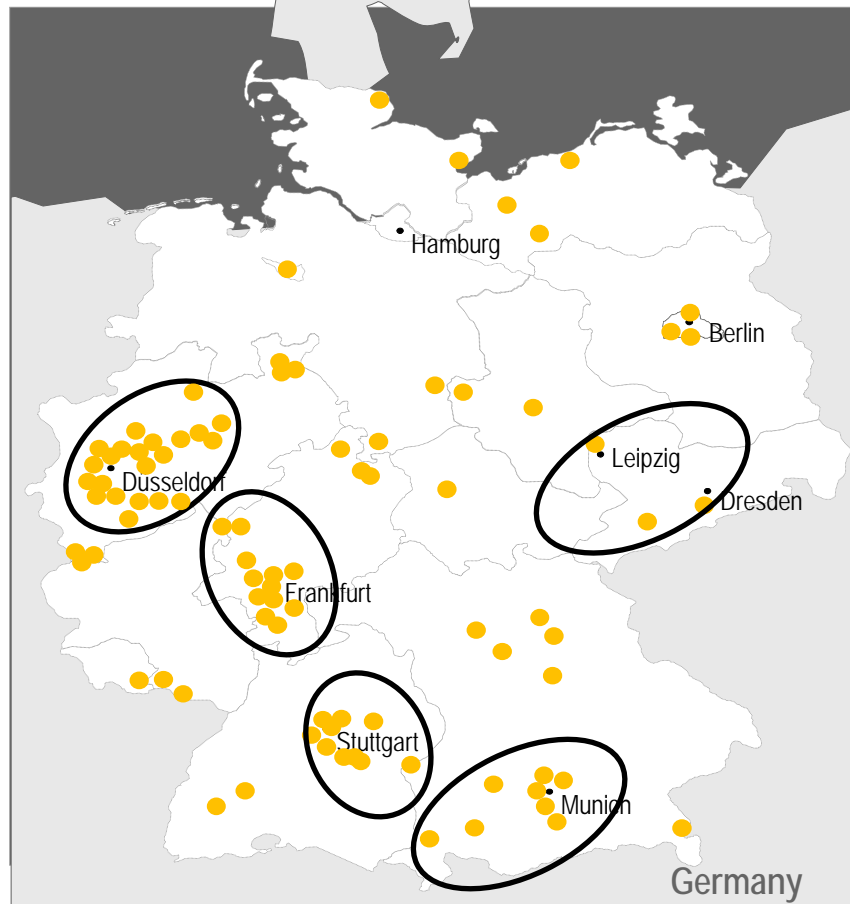 Hamburg
Berlin
Leipzig
Dusseldorf
Dresden
Frankfurt
Stuttgart
Munich
Germany